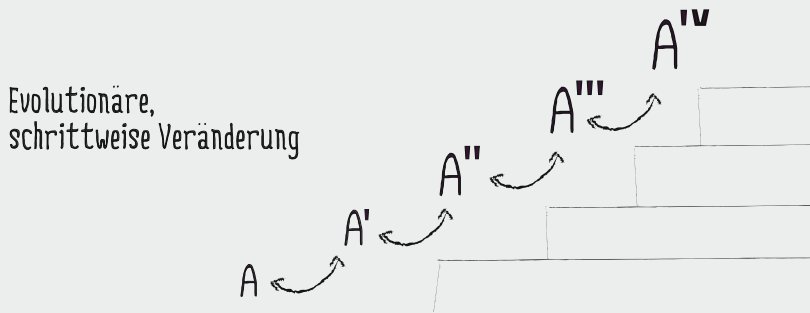 Evolutionäre,
schrittweise Veränderung
A
A'
A''
A'''
A'V